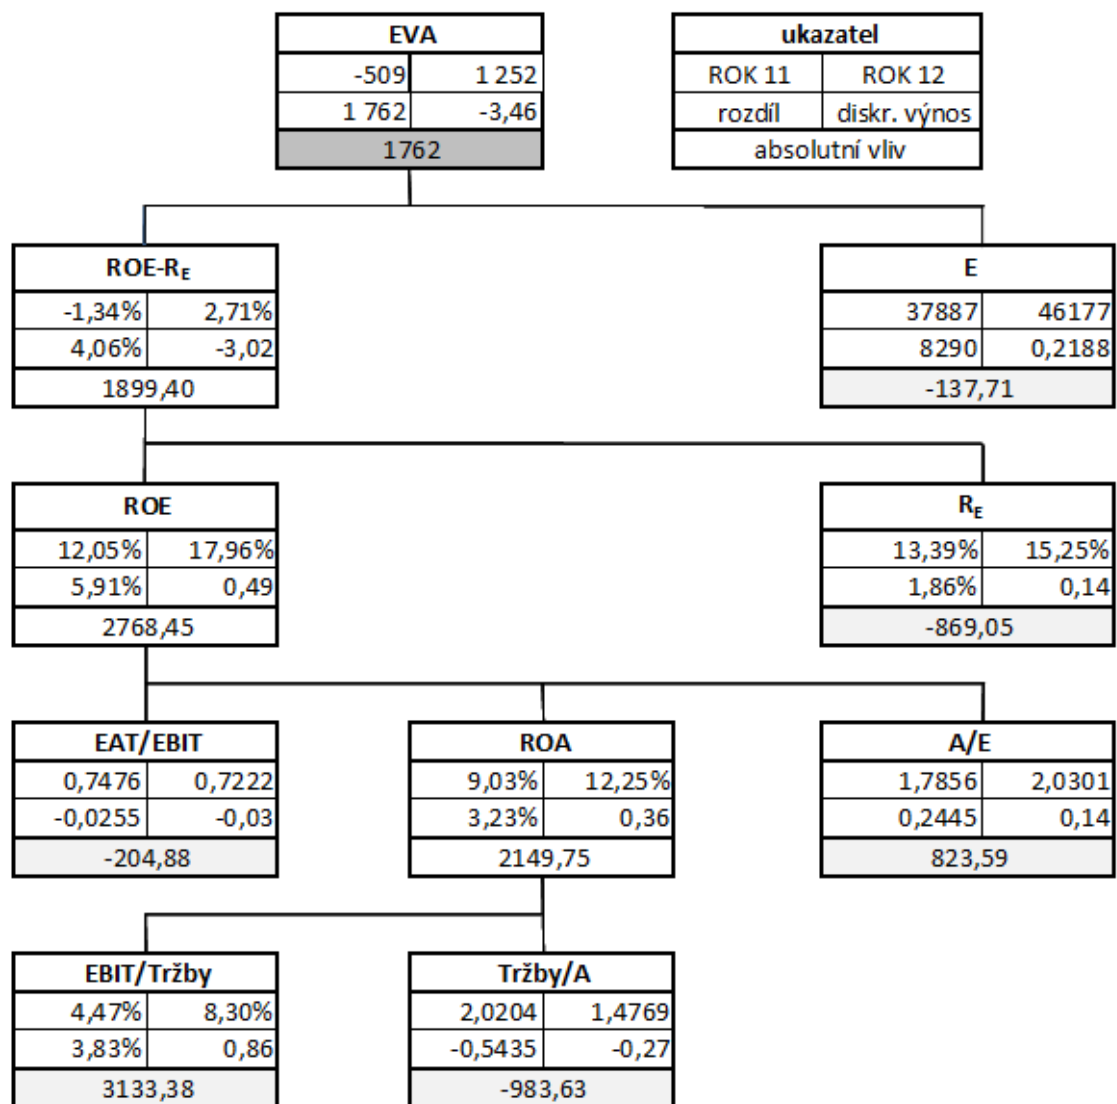 EVA
-509 1 252
1 762 -3,46
1762
ukazatel
ROK 11 ROK 12
rozdíl diskr. výnos
absolutní vliv
ROE-RE
-1,34% 2,71%
4,06% -3,02
1899,40
E
37887 46177
8290 0,2188
-137,71
ROE
12,05% 17,96%
5,91% 0,49
2768,45
RE
13,39% 15,25%
1,86% 0,14
-869,05
EAT/EBIT
0,7476 0,7222
-0,0255 -0,03
-204,88
ROA
9,03% 12,25%
3,23% 0,36
2149,75
A/E
1,7856 2,0301
0,2445 0,14
823,59
EBIT/Tržby
4,47% 8,30%
3,83% 0,86
3133,38
Tržby/A
2,0204 1,4769
-0,5435 -0,27
-983,63